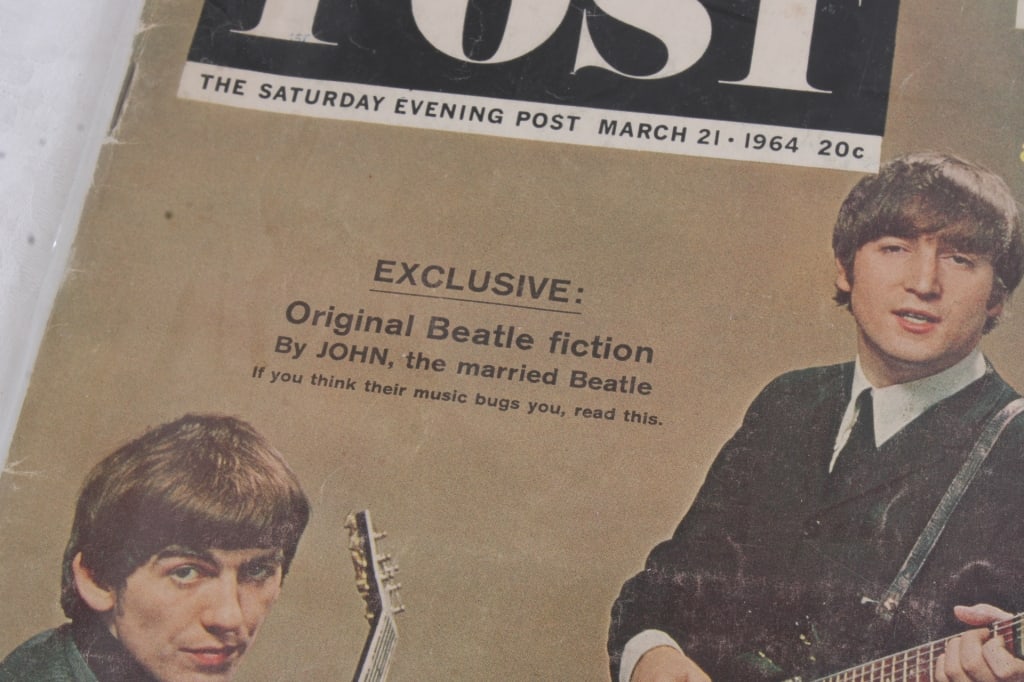 POST
THE SATURDAY EVENING POST MARCH 21 · 1964 20c
EXCLUSIVE:
Original Beatle fiction
By JOHN, the married Beatle
If you think their music bugs you, read this.